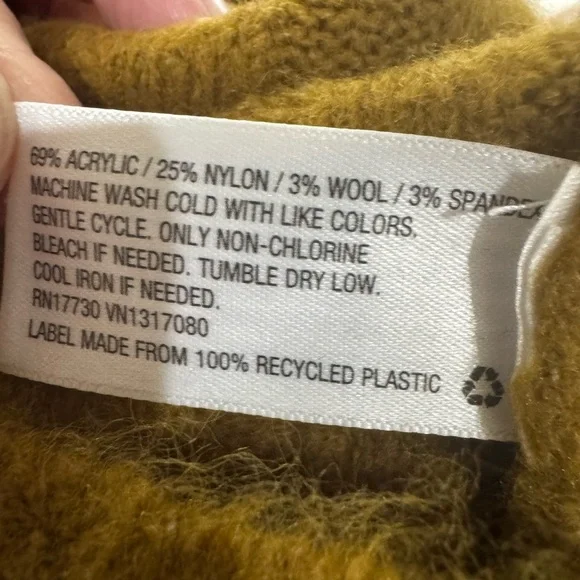 69% ACRYLIC / 25% NYLON / 3% WOOL / 3% SPANDEX
MACHINE WASH COLD WITH LIKE COLORS.
GENTLE CYCLE. ONLY NON-CHLORINE
BLEACH IF NEEDED. TUMBLE DRY LOW.
COOL IRON IF NEEDED.
RN17730 VN1317080
LABEL MADE FROM 100% RECYCLED PLASTIC